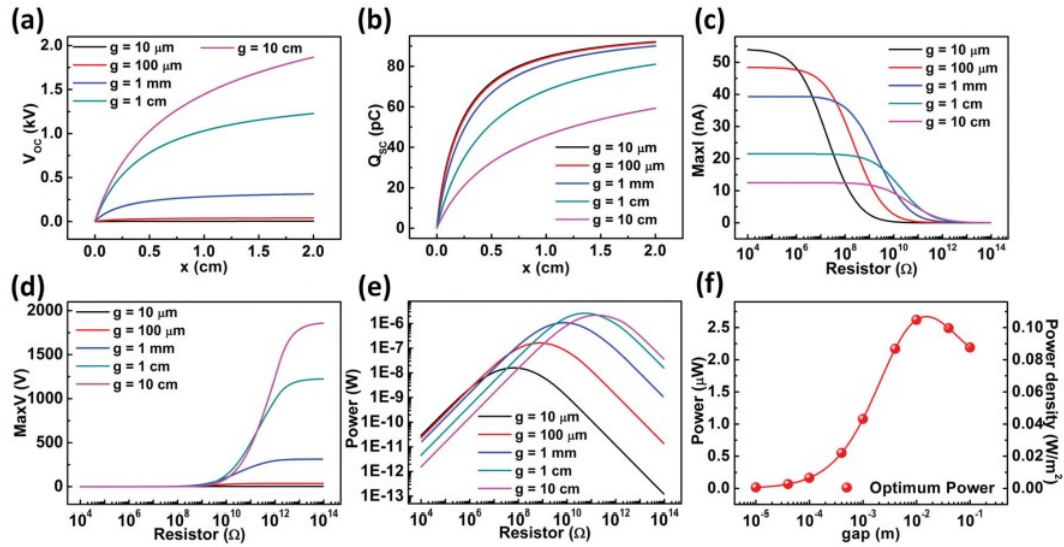 (a)
2.0
1.5
1.0
0.5
0.0
V_OC (kV)
g = 10 μm
g = 100 μm
g = 1 mm
g = 1 cm
g = 10 cm
0.0 0.5 1.0 1.5 2.0
x (cm)
(b)
80
60
40
20
0
Q_SC (pC)
g = 10 μm
g = 100 μm
g = 1 mm
g = 1 cm
g = 10 cm
0.0 0.5 1.0 1.5 2.0
x (cm)
(c)
60
50
40
30
20
10
0
MaxI (nA)
g = 10 μm
g = 100 μm
g = 1 mm
g = 1 cm
g = 10 cm
10^4 10^6 10^8 10^10 10^12 10^14
Resistor (Ω)
(d)
2000
1500
1000
500
0
MaxV (V)
g = 10 μm
g = 100 μm
g = 1 mm
g = 1 cm
g = 10 cm
10^4 10^6 10^8 10^10 10^12 10^14
Resistor (Ω)
(e)
1E-6
1E-7
1E-8
1E-9
1E-10
1E-11
1E-12
1E-13
Power (W)
g = 10 μm
g = 100 μm
g = 1 mm
g = 1 cm
g = 10 cm
10^4 10^6 10^8 10^10 10^12 10^14
Resistor (Ω)
(f)
2.5
2.0
1.5
1.0
0.5
0.0
Power (μW)
Optimum Power
0.10
0.08
0.06
0.04
0.02
0.00
Power density (W/m^2)
10^-5 10^-4 10^-3 10^-2 10^-1
gap (m)